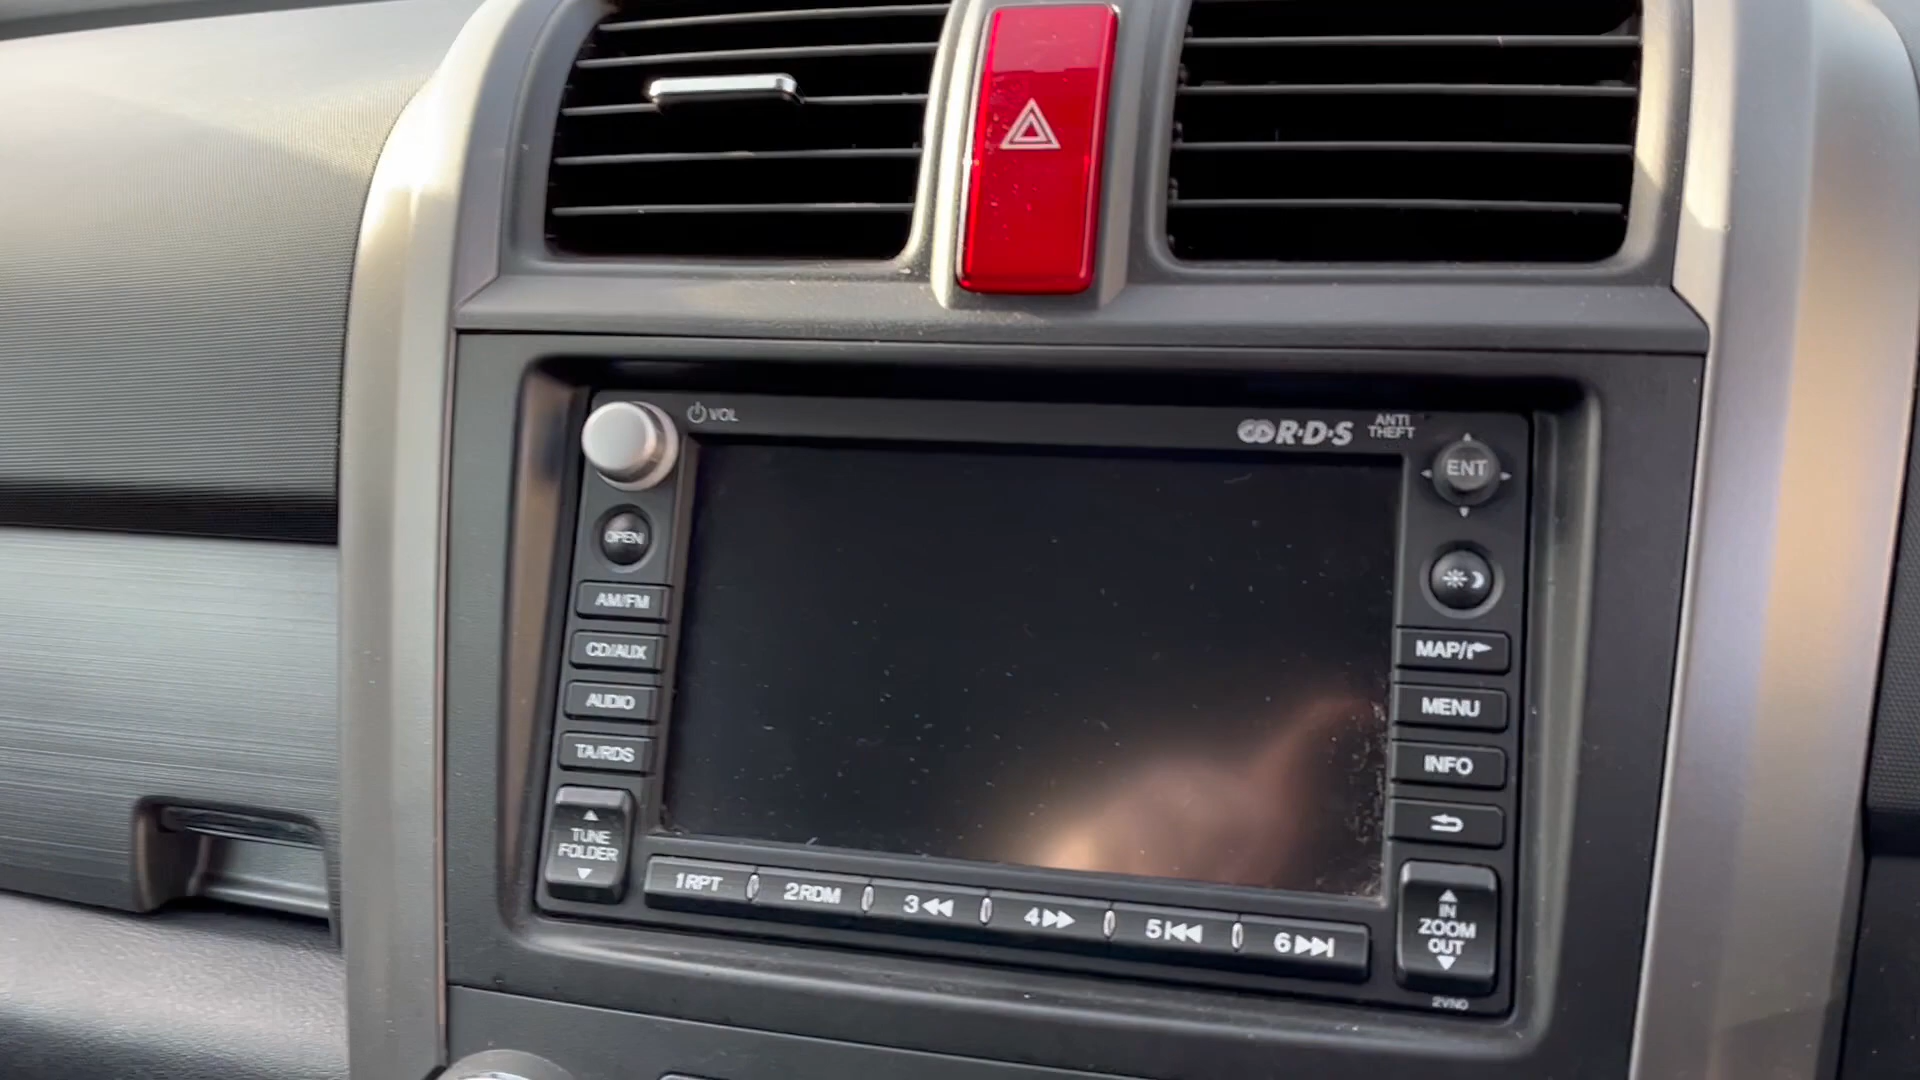 VOL
R·D·S
ANTI
THEFT
ENT
OPEN
AM/FM
CD/AUX
AUDIO
TA/RDS
TUNE
FOLDER
MAP/
MENU
INFO
IN
ZOOM
OUT
1RPT
2RDM
3
4
5
6
2VN0